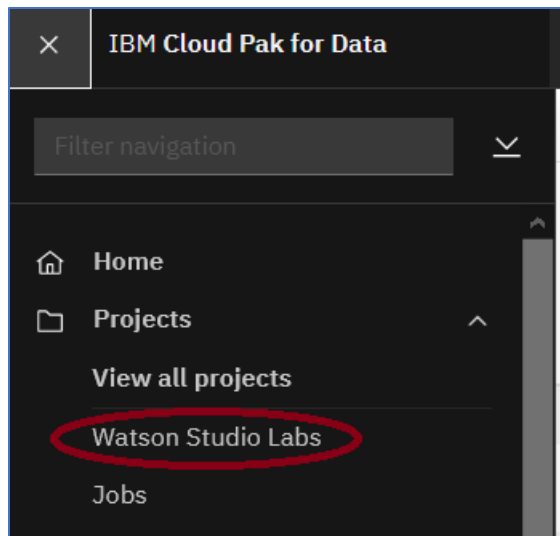 IBM Cloud Pak for Data
Filter navigation
Home
Projects
View all projects
Watson Studio Labs
Jobs